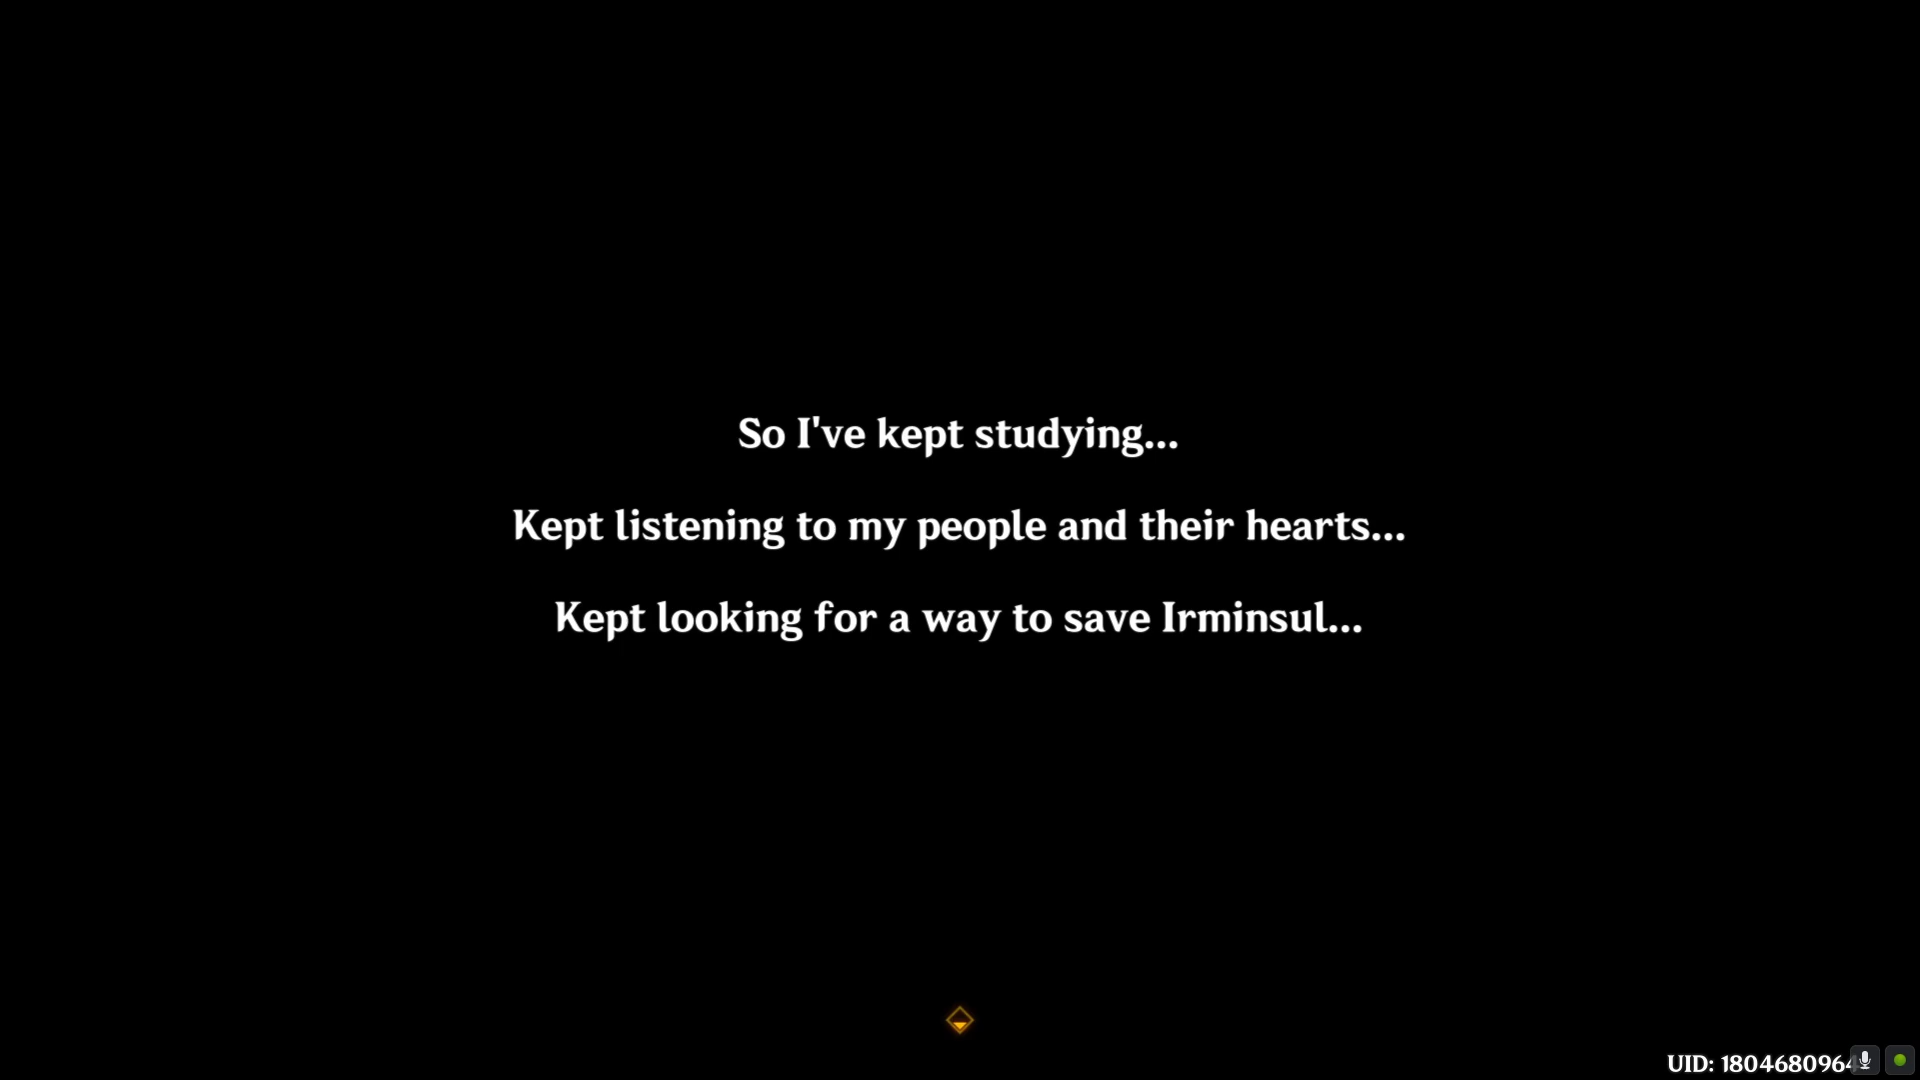 So I've kept studying...
Kept listening to my people and their hearts...
Kept looking for a way to save Irminsul...
UID: 1804680964